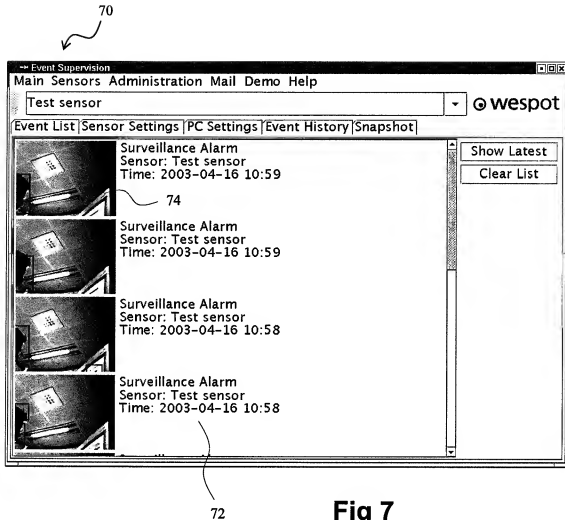 70
Event Supervision
Main Sensors Administration Mail Demo Help
Test sensor
wespot
Event List Sensor Settings PC Settings Event History Snapshot
Surveillance Alarm
Sensor: Test sensor
Time: 2003-04-16 10:59
Show Latest
Clear List
74
Surveillance Alarm
Sensor: Test sensor
Time: 2003-04-16 10:59
Surveillance Alarm
Sensor: Test sensor
Time: 2003-04-16 10:58
Surveillance Alarm
Sensor: Test sensor
Time: 2003-04-16 10:58
72
Fig 7